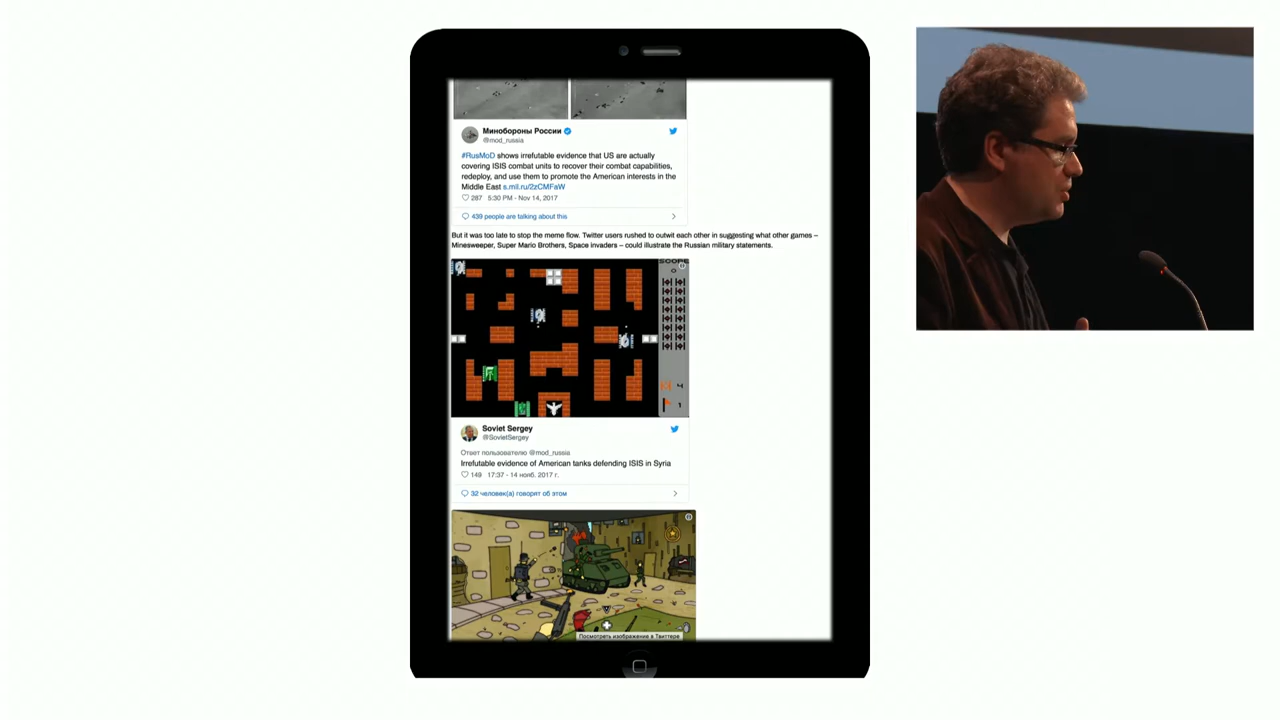 Минобороны России
@mod_russia
#RusMoD shows irrefutable evidence that US are actually
covering ISIS combat units to recover their combat capabilities,
redeploy, and use them to promote the American interests in the
Middle East s.mil.ru/2zCMFaW
287 5:30 PM - Nov 14, 2017
439 people are talking about this
But it was too late to stop the meme flow. Twitter users rushed to outwit each other in suggesting what other games –
Minesweeper, Super Mario Brothers, Space invaders – could illustrate the Russian military statements.
SCORE
0
4
1
Soviet Sergey
@SovietSergey
Ответ пользователю @mod_russia
Irrefutable evidence of American tanks defending ISIS in Syria
149 17:37 - 14 нояб. 2017 г.
32 человек(а) говорят об этом
Посмотреть изображение в Твиттере